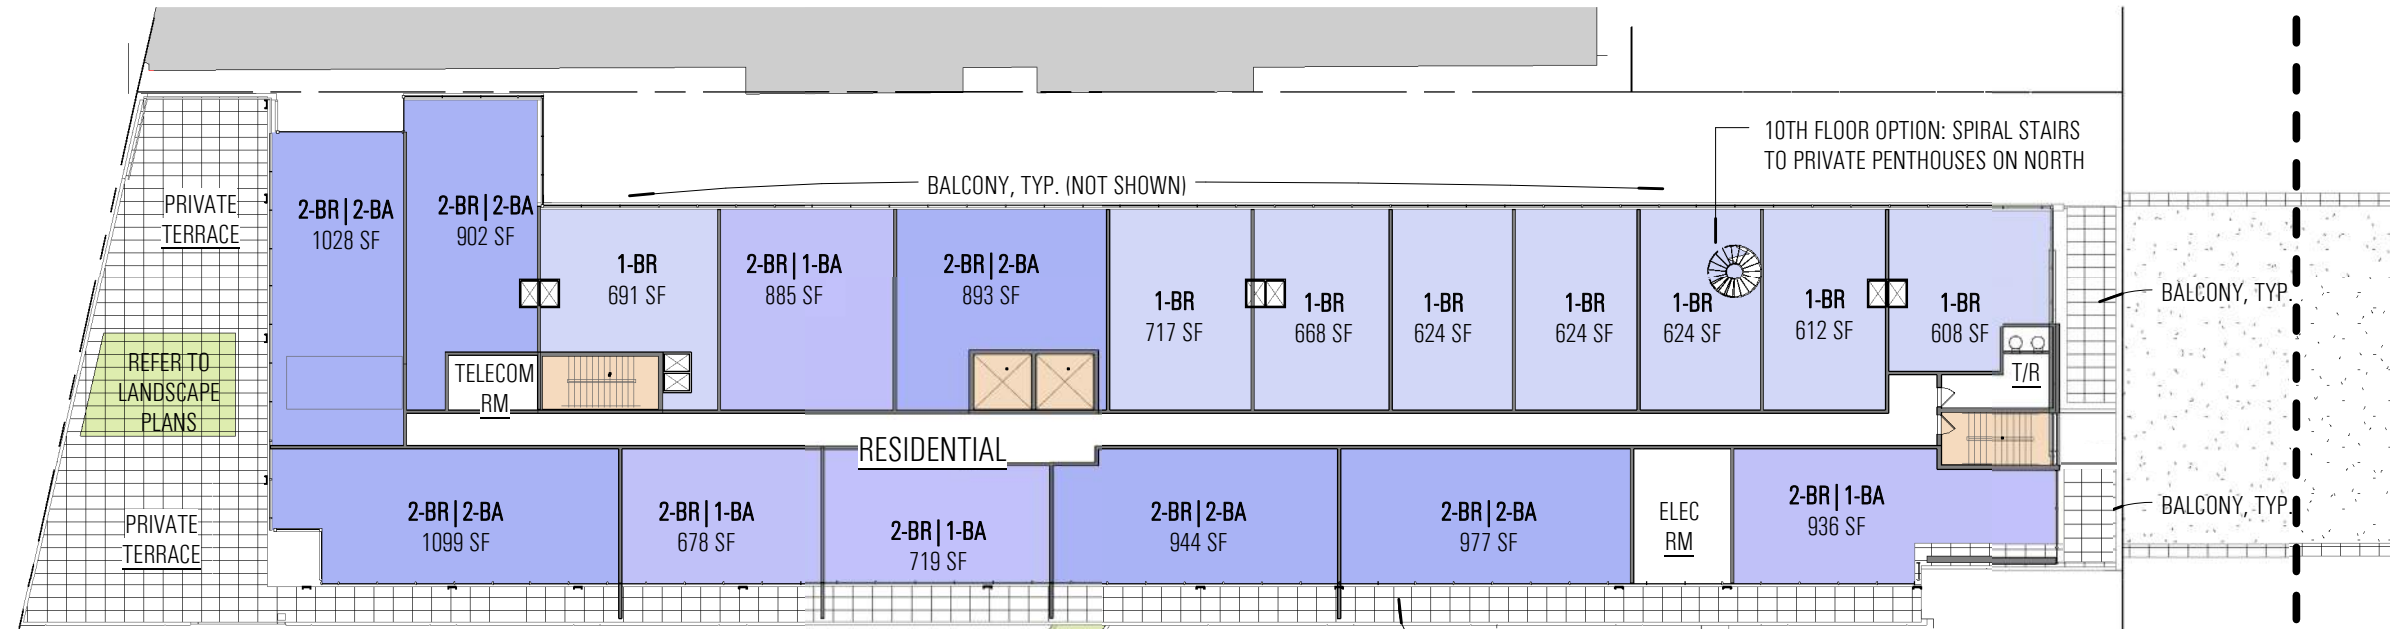 10TH FLOOR OPTION: SPIRAL STAIRS
TO PRIVATE PENTHOUSES ON NORTH
BALCONY, TYP. (NOT SHOWN)
PRIVATE
TERRACE
2-BR | 2-BA
1028 SF
2-BR | 2-BA
902 SF
1-BR
691 SF
2-BR | 1-BA
885 SF
2-BR | 2-BA
893 SF
1-BR
717 SF
1-BR
668 SF
1-BR
624 SF
1-BR
624 SF
1-BR
624 SF
1-BR
612 SF
1-BR
608 SF
BALCONY, TYP.
REFER TO
LANDSCAPE
PLANS
TELECOM
RM
T/R
RESIDENTIAL
PRIVATE
TERRACE
2-BR | 2-BA
1099 SF
2-BR | 1-BA
678 SF
2-BR | 1-BA
719 SF
2-BR | 2-BA
944 SF
2-BR | 2-BA
977 SF
ELEC
RM
2-BR | 1-BA
936 SF
BALCONY, TYP.